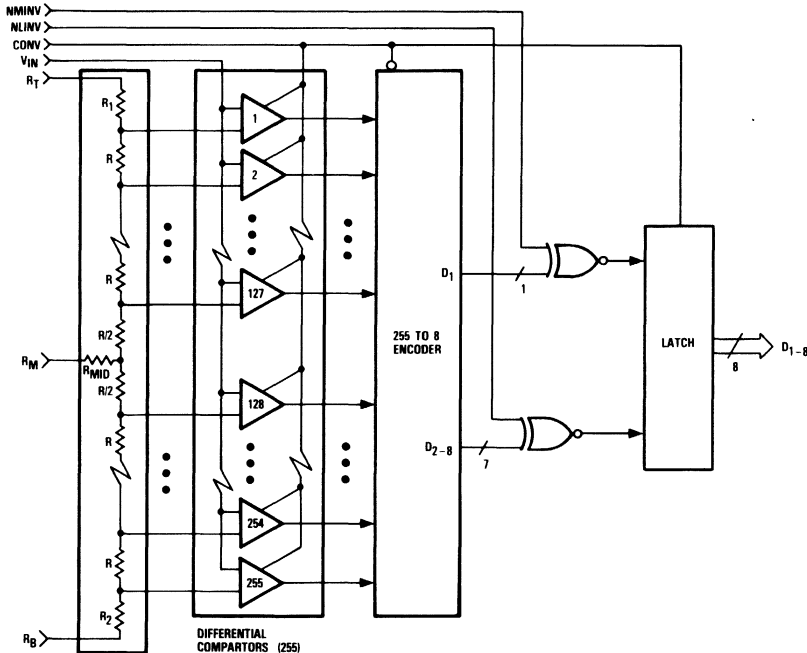 NMINV
NLINV
CONV
VIN
RT
R1
R
R
R/2
RM
RMID
R/2
R
R
R2
RB
1
2
127
128
254
255
DIFFERENTIAL
COMPARTORS (255)
255 TO 8
ENCODER
D1
1
D2-8
7
LATCH
8
D1-8